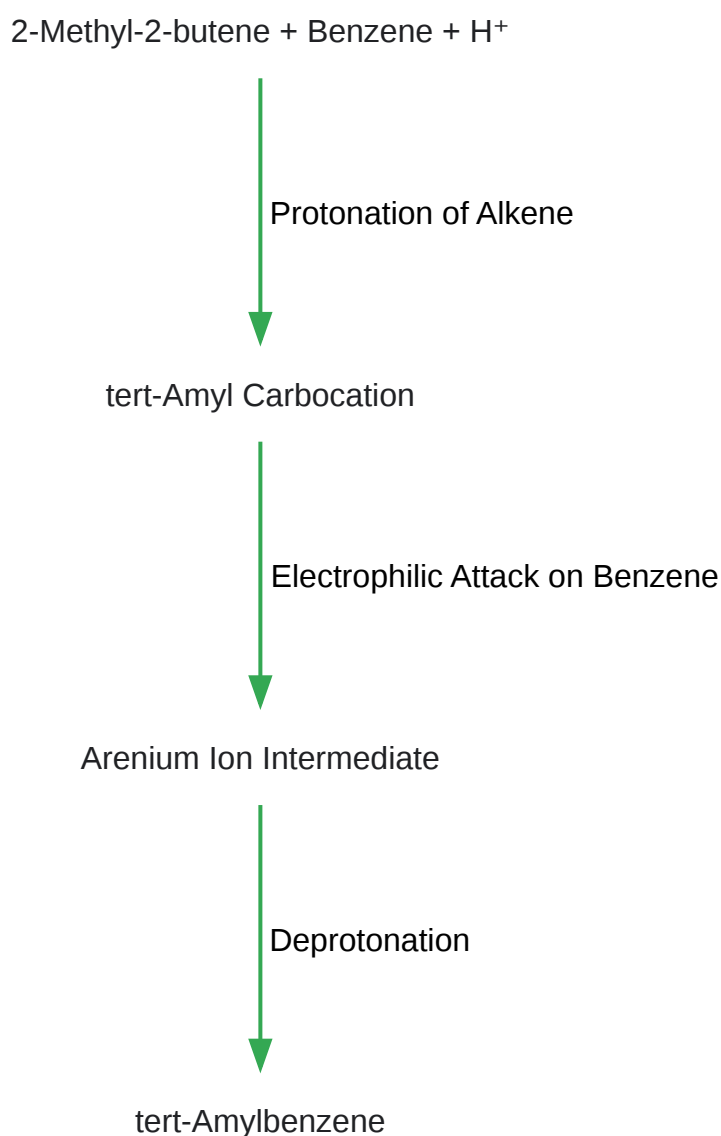 2-Methyl-2-butene + Benzene + H⁺
Protonation of Alkene
tert-Amyl Carbocation
Electrophilic Attack on Benzene
Arenium Ion Intermediate
Deprotonation
tert-Amylbenzene